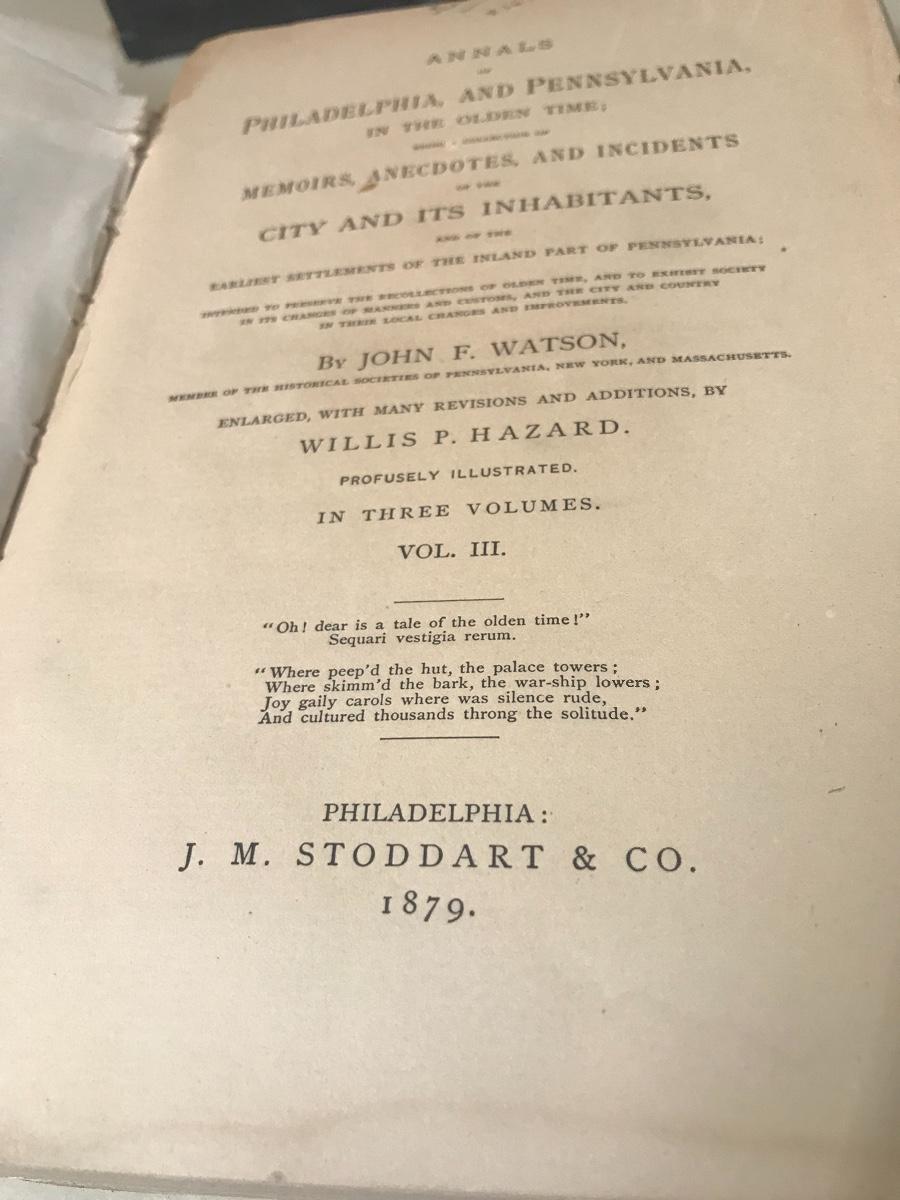 ANNALS
OF
PHILADELPHIA, AND PENNSYLVANIA,
IN THE OLDEN TIME;
BEING A COLLECTION OF
MEMOIRS, ANECDOTES, AND INCIDENTS
OF THE
CITY AND ITS INHABITANTS,
AND OF THE
EARLIEST SETTLEMENTS OF THE INLAND PART OF PENNSYLVANIA;
INTENDED TO PRESERVE THE RECOLLECTIONS OF OLDEN TIME, AND TO EXHIBIT SOCIETY
IN ITS CHANGES OF MANNERS AND CUSTOMS, AND THE CITY AND COUNTRY
IN THEIR LOCAL CHANGES AND IMPROVEMENTS.
By JOHN F. WATSON,
MEMBER OF THE HISTORICAL SOCIETIES OF PENNSYLVANIA, NEW YORK, AND MASSACHUSETTS.
ENLARGED, WITH MANY REVISIONS AND ADDITIONS, BY
WILLIS P. HAZARD.
PROFUSELY ILLUSTRATED.
IN THREE VOLUMES.
VOL. III.
“Oh! dear is a tale of the olden time!”
Sequari vestigia rerum.
“Where peep’d the hut, the palace towers;
Where skimm’d the bark, the war-ship lowers;
Joy gaily carols where was silence rude,
And cultured thousands throng the solitude.”
PHILADELPHIA:
J. M. STODDART & CO.
1879.